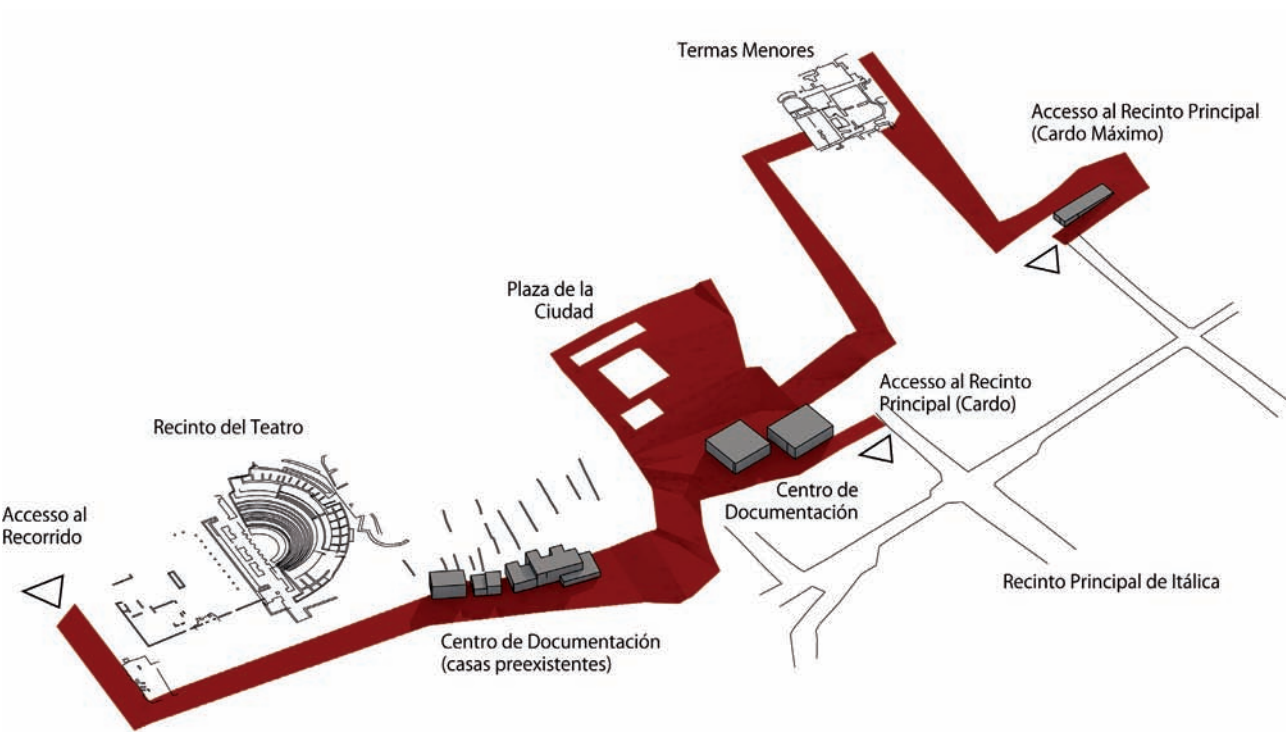 Termas Menores
Accesso al Recinto Principal
(Cardo Máximo)
Plaza de la
Ciudad
Accesso al Recinto
Principal (Cardo)
Recinto del Teatro
Centro de
Documentación
Accesso al
Recorrido
Recinto Principal de Itálica
Centro de Documentación
(casas preexistentes)